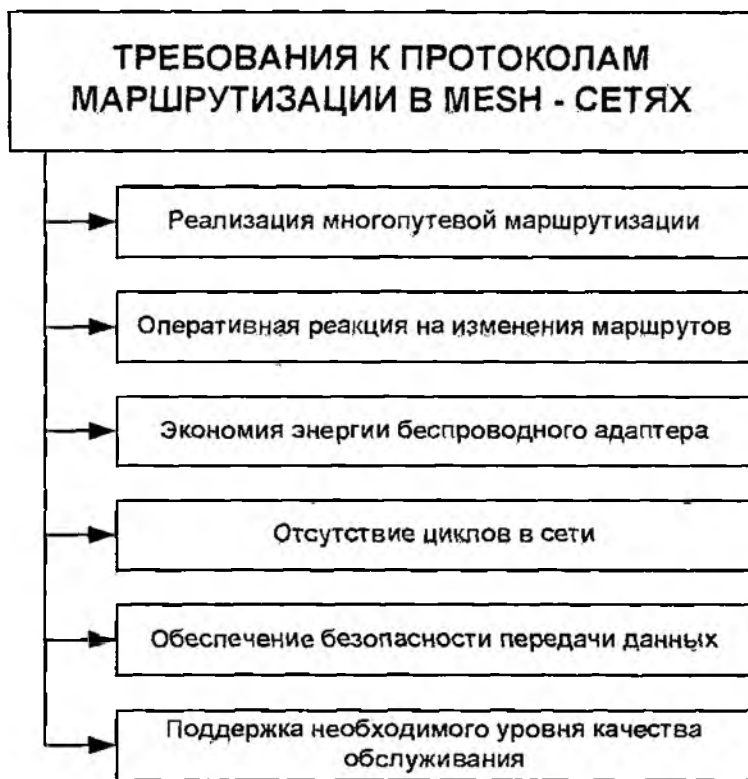 ТРЕБОВАНИЯ К ПРОТОКОЛАМ
МАРШРУТИЗАЦИИ В MESH - СЕТЯХ
Реализация многопутевой маршрутизации
Оперативная реакция на изменения маршрутов
Экономия энергии беспроводного адаптера
Отсутствие циклов в сети
Обеспечение безопасности передачи данных
Поддержка необходимого уровня качества
обслуживания